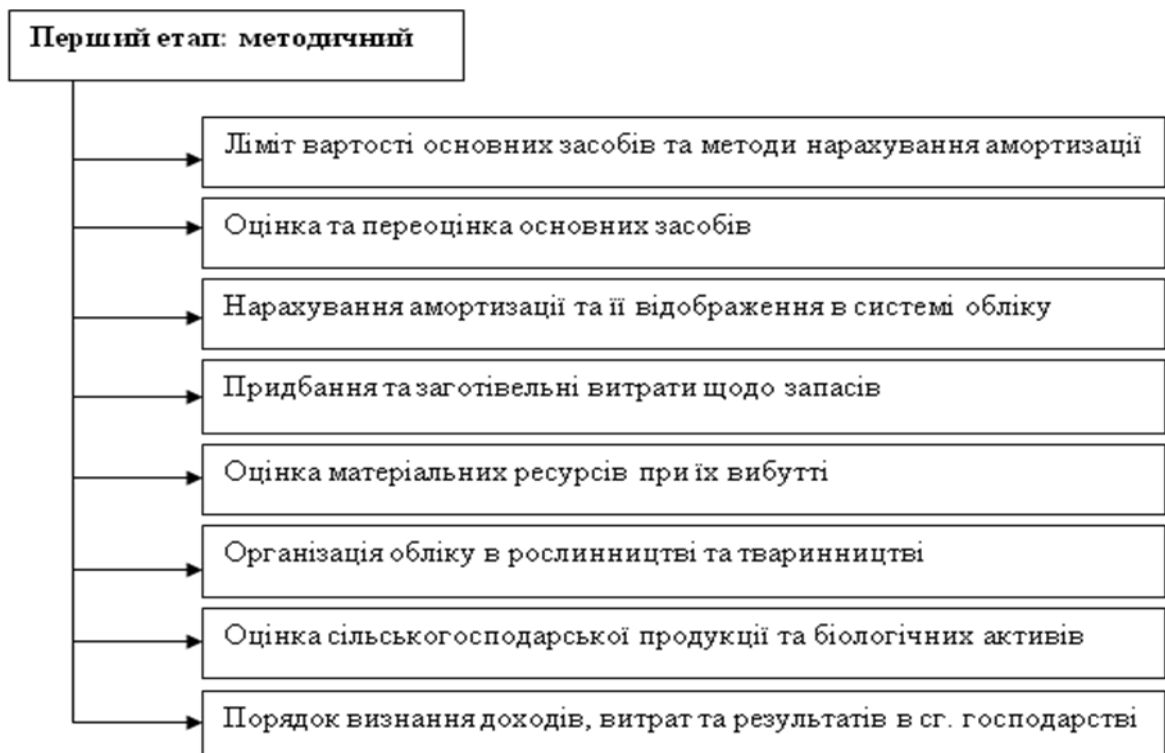 Перший етап: методичний
Ліміт вартості основних засобів та методи нарахування амортизації
Оцінка та переоцінка основних засобів
Нарахування амортизації та її відображення в системі обліку
Придбання та заготівельні витрати щодо запасів
Оцінка матеріальних ресурсів при їх вибутті
Організація обліку в рослинництві та тваринництві
Оцінка сільськогосподарської продукції та біологічних активів
Порядок визнання доходів, витрат та результатів в сг. господарстві